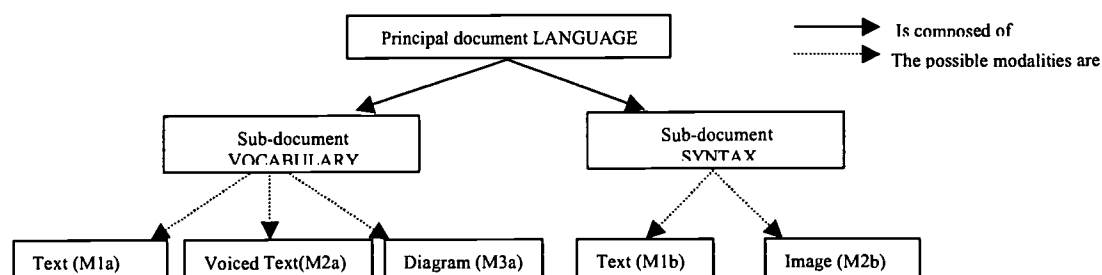 Principal document LANGUAGE
Is composed of
The possible modalities are
Sub-document
VOCABULARY
Sub-document
SYNTAX
Text (M1a)
Voiced Text(M2a)
Diagram (M3a)
Text (M1b)
Image (M2b)